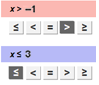 x > −1
≤ < = > ≥
x ≤ 3
≤ < = > ≥